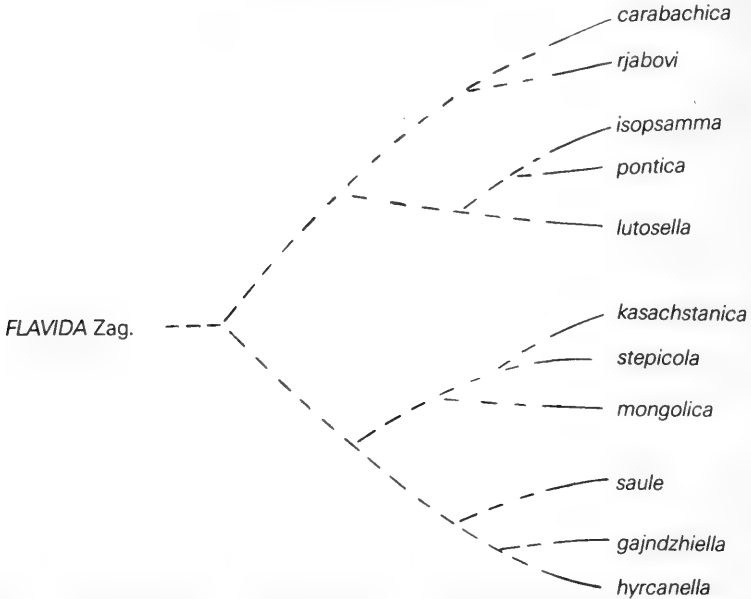 carabachica
rjabovi
isopsamma
pontica
lutosella
FLAVIDA Zag.
kasachstanica
stepicola
mongolica
saule
gajndzhiella
hyrcanella